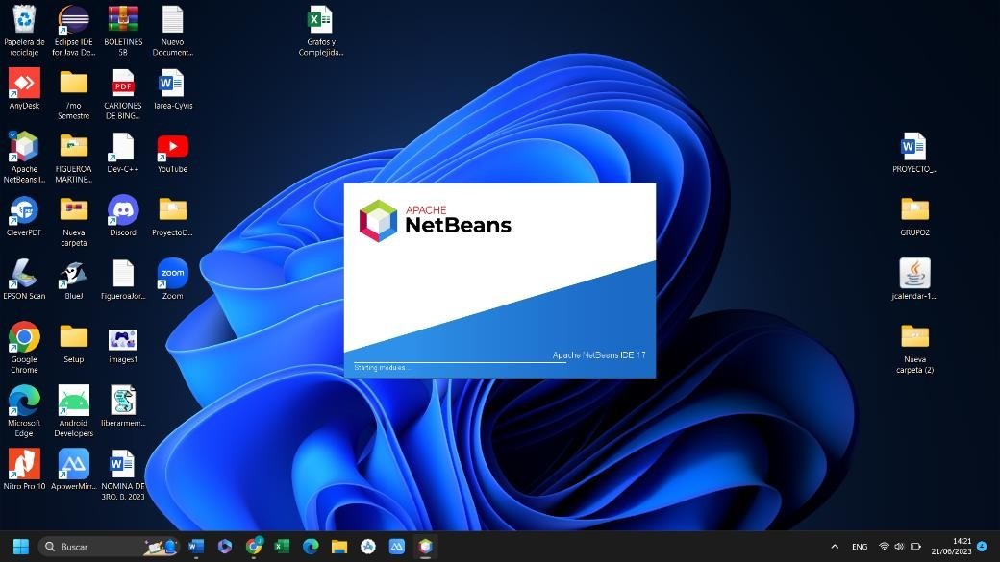 Papelera de
reciclaje
Eclipse IDE
for Java De...
BOLETINES
5B
Nuevo
Document...
Grafos y
Complejida...
AnyDesk
7mo
Semestre
PDF
CARTONES
DE BING...
Tarea-CyVis
Apache
NetBeans I...
FIGUEROA
MARTINE...
Dev-C++
YouTube
PROYECTO_...
CleverPDF
Nueva
carpeta
Discord
ProyectoD...
GRUPO2
EPSON Scan
BlueJ
FigueroaJor...
zoom
Zoom
jcalendar-1....
Google
Chrome
Setup
images1
Nueva
carpeta (2)
Microsoft
Edge
Android
Developers
liberarmem...
Nitro Pro 10
ApowerMirr...
NOMINA DE
3RO. B. 2023
APACHE
NetBeans
Apache NetBeans IDE 17
Starting modules...
Buscar
ENG
14:21
21/06/2023